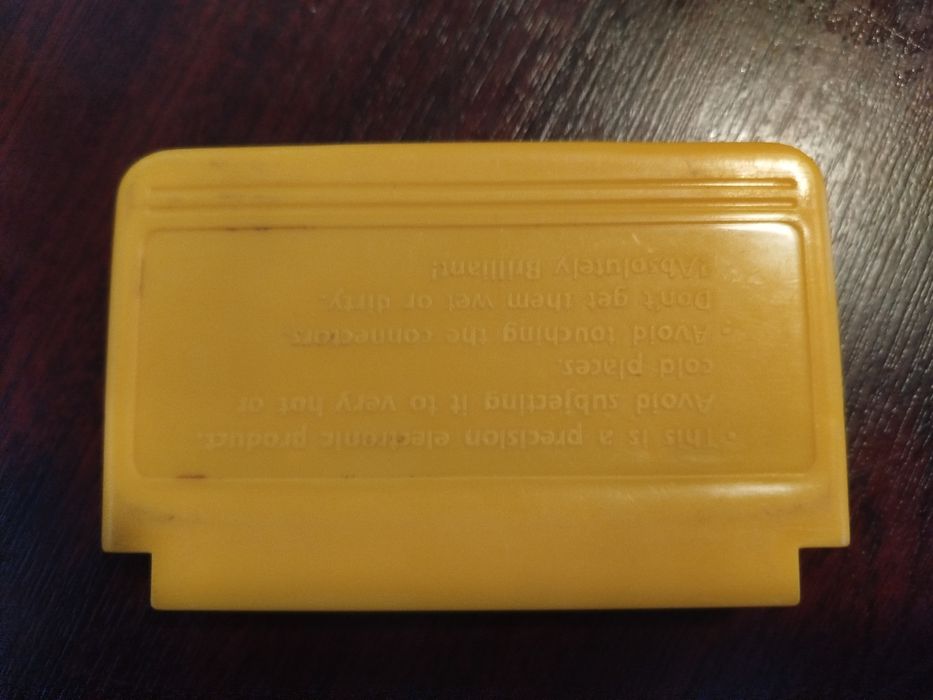 •This is a precision electronic product.
Avoid subjecting it to very hot or
cold places.
• Avoid touching the connectors.
Don't get them wet or dirty.
•Absolutely Brilliant!